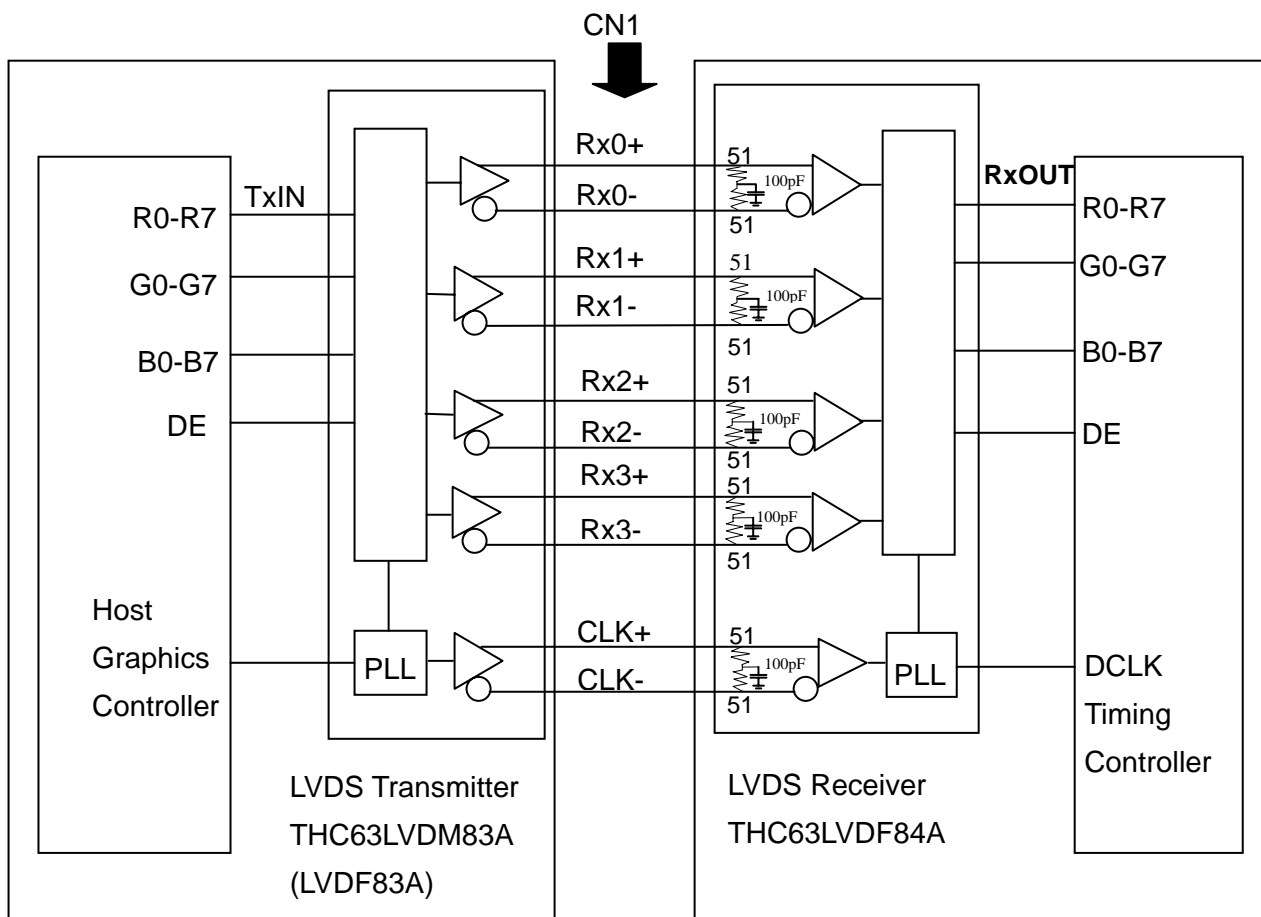 CN1
Rx0+
51
100pF
TxIN
Rx0-
RxOUT
R0-R7
51
R0-R7
Rx1+
51
G0-G7
100pF
G0-G7
Rx1-
51
B0-B7
B0-B7
Rx2+
51
100pF
DE
Rx2-
DE
51
Rx3+
51
100pF
Rx3-
51
Host
Graphics
Controller
CLK+
51
100pF
PLL
CLK-
PLL
51
DCLK
Timing
Controller
LVDS Transmitter
THC63LVDM83A
(LVDF83A)
LVDS Receiver
THC63LVDF84A